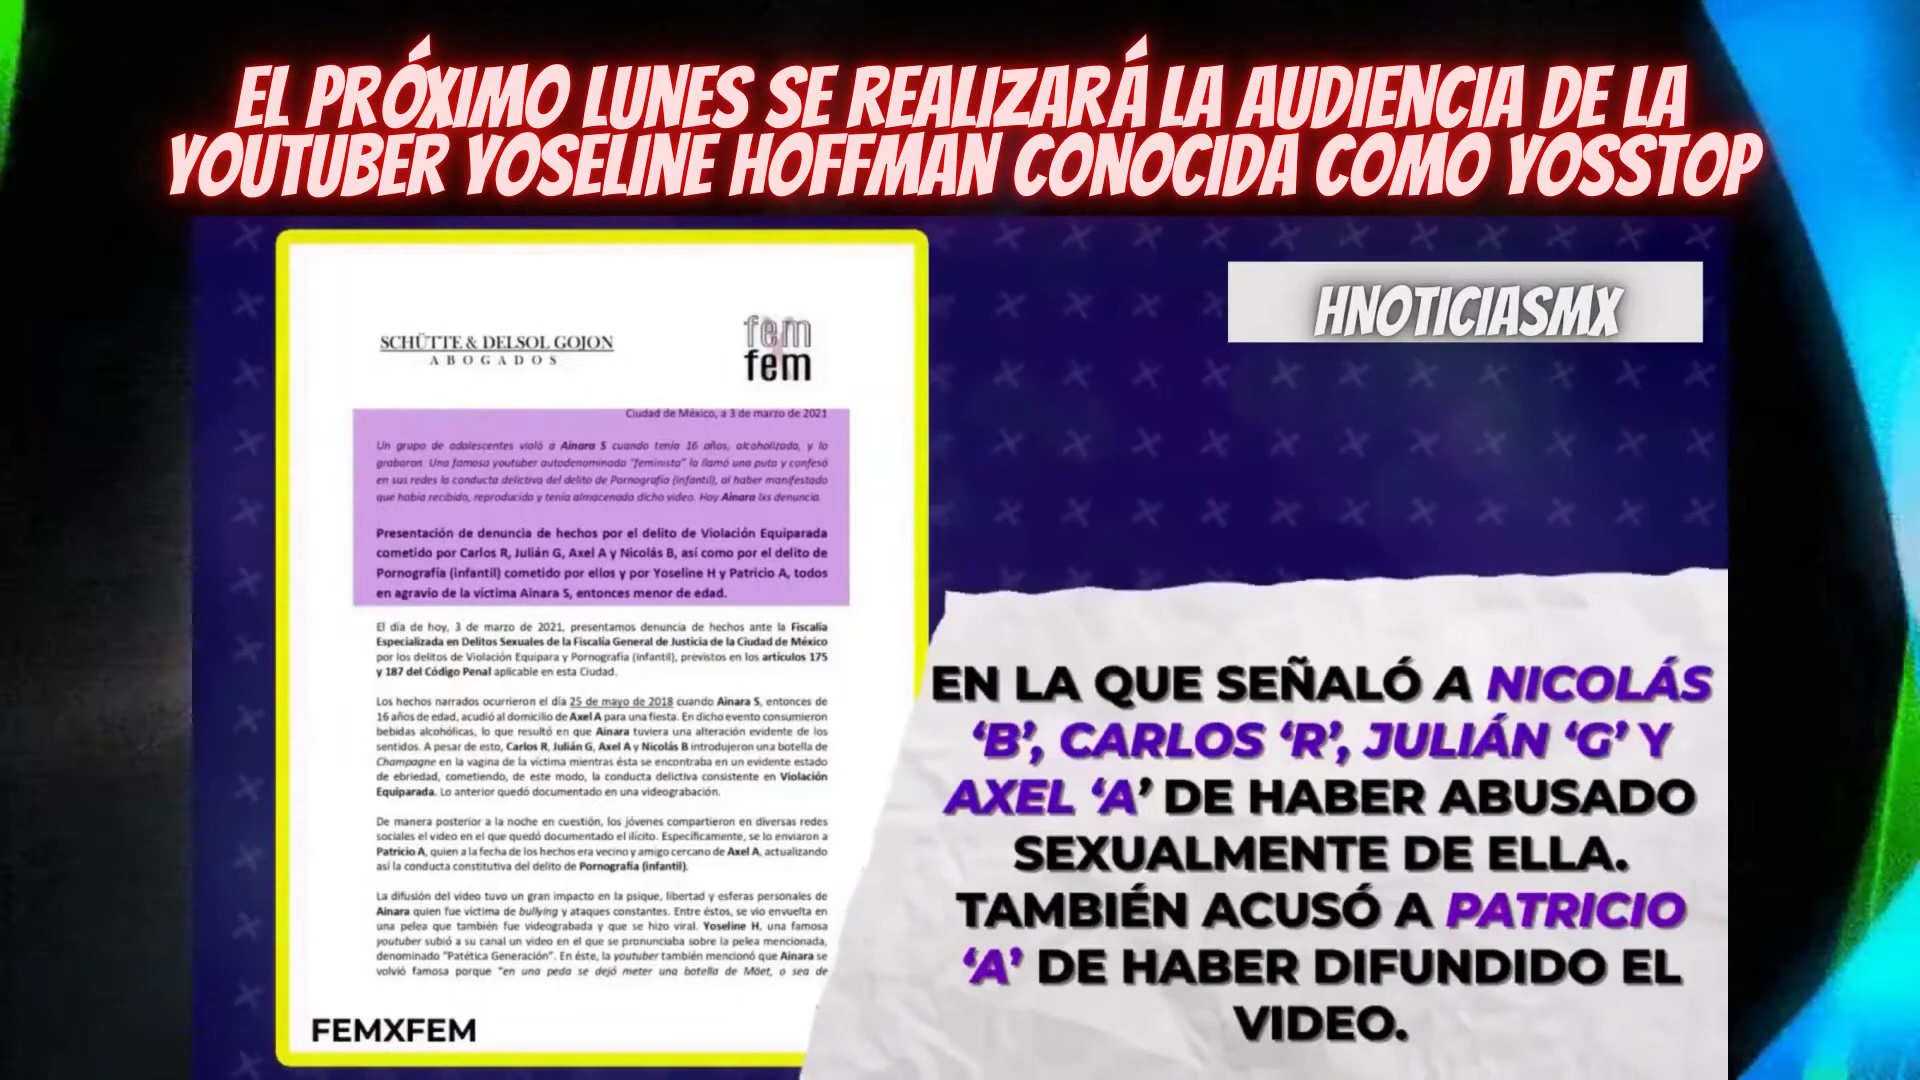 EL PRÓXIMO LUNES SE REALIZARÁ LA AUDIENCIA DE LA
YOUTUBER YOSELINE HOFFMAN CONOCIDA COMO YOSSTOP
HNOTICIASMX
SCHÜTTE & DELSOL GOJON
ABOGADOS
fem
fem
Ciudad de México, a 3 de marzo de 2021
Un grupo de adolescentes violó a Ainara S cuando tenía 16 años, alcoholizada, y lo
grabaron. Una famosa youtuber autodenominada "feminista" la llamó una puta y confesó
en sus redes la conducta delictiva del delito de Pornografía (infantil), al haber manifestado
que había recibido, reproducido y tenía almacenado dicho video. Hoy Ainara lxs denuncia.
Presentación de denuncia de hechos por el delito de Violación Equiparada
cometido por Carlos R, Julián G, Axel A y Nicolás B, así como por el delito de
Pornografía (infantil) cometido por ellos y por Yoseline H y Patricio A, todos
en agravio de la víctima Ainara S, entonces menor de edad.
El día de hoy, 3 de marzo de 2021, presentamos denuncia de hechos ante la Fiscalía
Especializada en Delitos Sexuales de la Fiscalía General de Justicia de la Ciudad de México
por los delitos de Violación Equipara y Pornografía (infantil), previstos en los artículos 175
y 187 del Código Penal aplicable en esta Ciudad.
Los hechos narrados ocurrieron el día 25 de mayo de 2018 cuando Ainara S, entonces de
16 años de edad, acudió al domicilio de Axel A para una fiesta. En dicho evento consumieron
bebidas alcohólicas, lo que resultó en que Ainara tuviera una alteración evidente de los
sentidos. A pesar de esto, Carlos R, Julián G, Axel A y Nicolás B introdujeron una botella de
Champagne en la vagina de la víctima mientras ésta se encontraba en un evidente estado
de ebriedad, cometiendo, de este modo, la conducta delictiva consistente en Violación
Equiparada. Lo anterior quedó documentado en una videograbación.
De manera posterior a la noche en cuestión, los jóvenes compartieron en diversas redes
sociales el video en el que quedó documentado el ilícito. Específicamente, se lo enviaron a
Patricio A, quien a la fecha de los hechos era vecino y amigo cercano de Axel A, actualizando
así la conducta constitutiva del delito de Pornografía (infantil).
La difusión del video tuvo un gran impacto en la psique, libertad y esferas personales de
Ainara quien fue víctima de bullying y ataques constantes. Entre éstos, se vio envuelta en
una pelea que también fue videograbada y que se hizo viral. Yoseline H, una famosa
youtuber subió a su canal un video en el que se pronunciaba sobre la pelea mencionada,
denominado "Patética Generación". En éste, la youtuber también mencionó que Ainara se
volvió famosa porque "en una peda se dejó meter una botella de Möet, o sea de
FEMXFEM
EN LA QUE SEÑALÓ A NICOLÁS
'B', CARLOS 'R', JULIÁN 'G' Y
AXEL 'A' DE HABER ABUSADO
SEXUALMENTE DE ELLA.
TAMBIÉN ACUSÓ A PATRICIO
'A' DE HABER DIFUNDIDO EL
VIDEO.